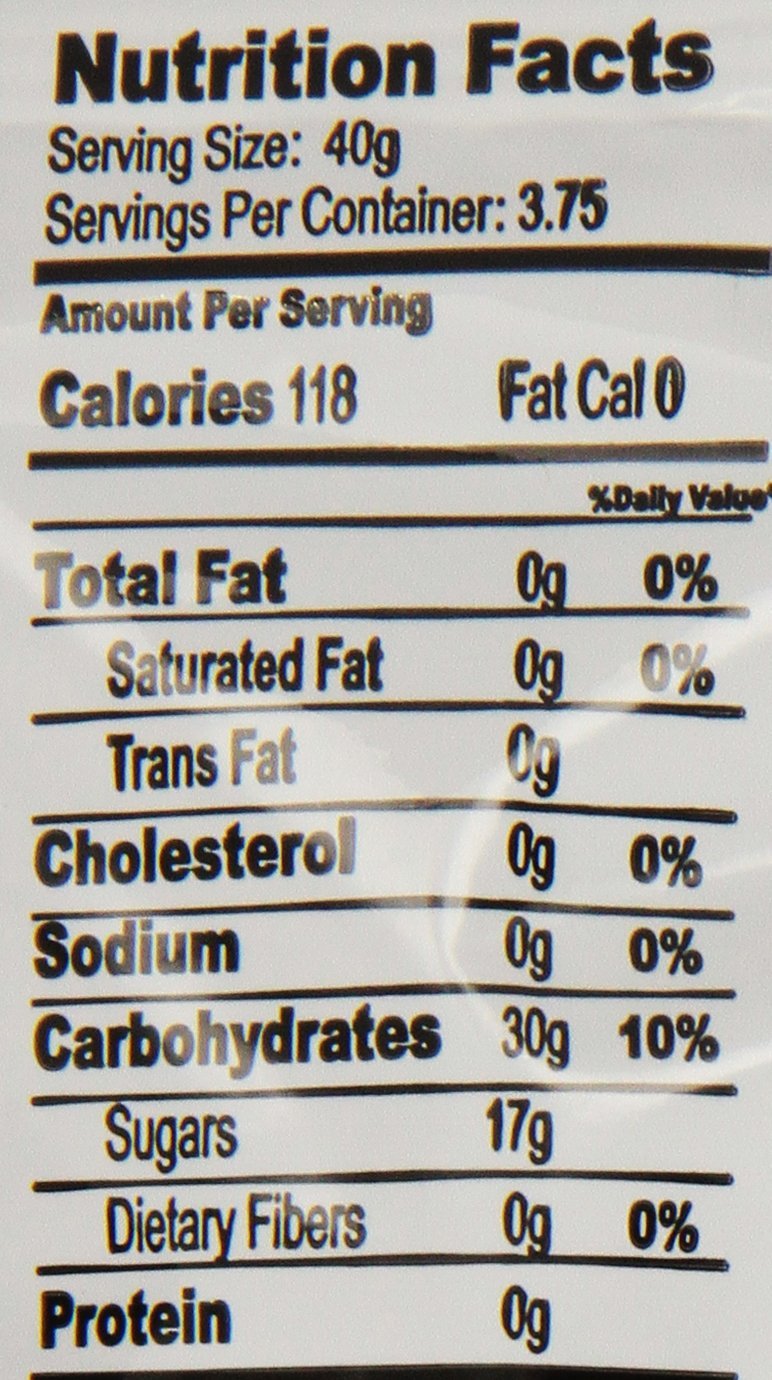 Nutrition Facts
Serving Size: 40g
Servings Per Container: 3.75
Amount Per Serving
Calories 118 Fat Cal 0
%Daily Value*
Total Fat 0g 0%
Saturated Fat 0g 0%
Trans Fat 0g
Cholesterol 0g 0%
Sodium 0g 0%
Carbohydrates 30g 10%
Sugars 17g
Dietary Fibers 0g 0%
Protein 0g